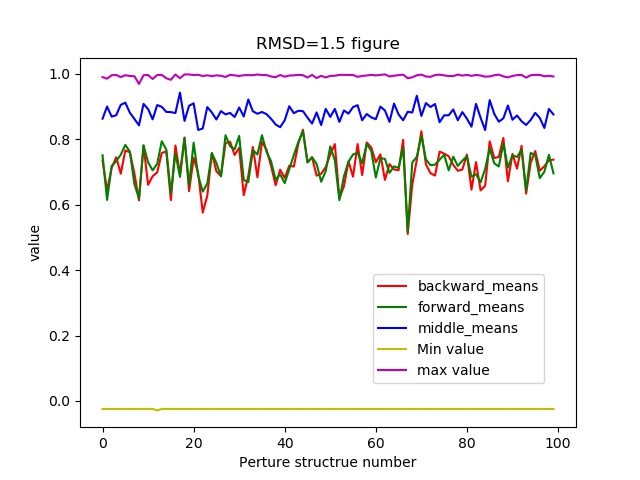 RMSD=1.5 figure
value
1.0
0.8
0.6
0.4
0.2
0.0
backward_means
forward_means
middle_means
Min value
max value
0 20 40 60 80 100
Perture structrue number